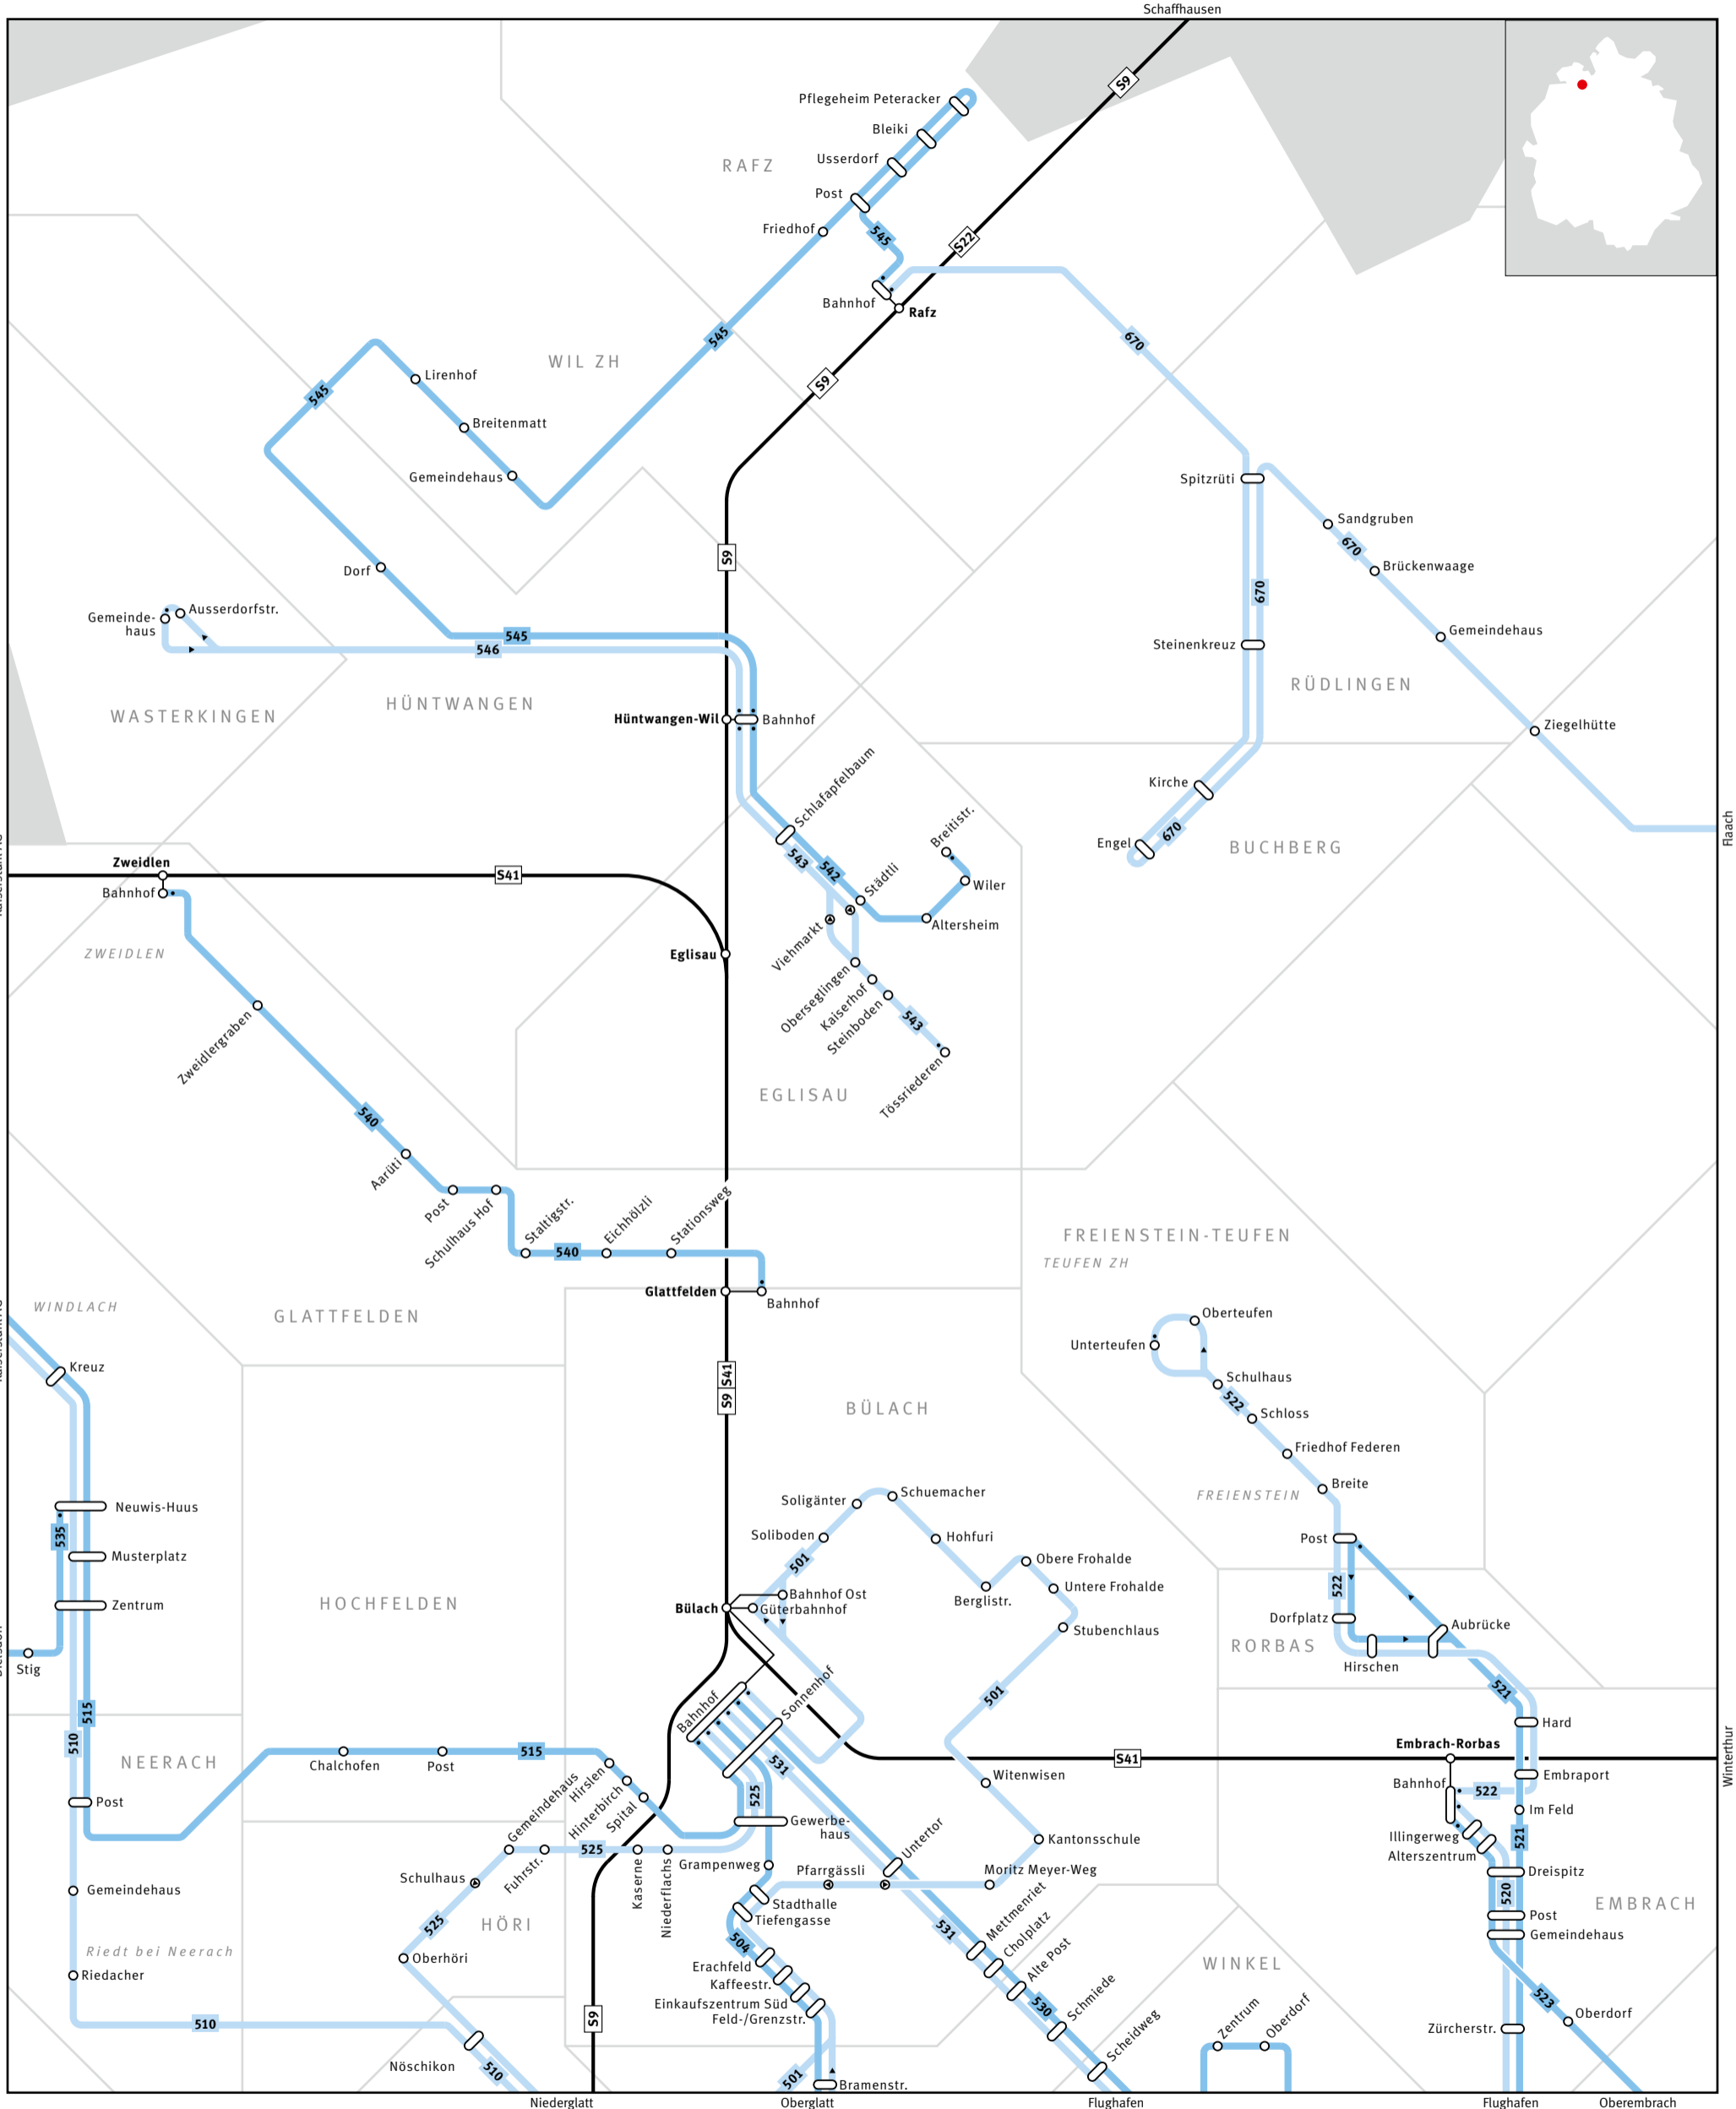 Schaffhausen
S9
Pflegeheim Peteracker
Bleiki
RAFZ
Usserdorf
Post
Friedhof
545
S22
Bahnhof
Rafz
545
670
WIL ZH
Lirenhof
S9
545
Breitenmatt
Gemeindehaus
Spitzrüti
Sandgruben
670
S9
Brückenwaage
Dorf
670
Gemeinde-
haus
Ausserdorfstr.
545
546
Gemeindehaus
Steinenkreuz
RÜDLINGEN
HÜNTWANGEN
WASTERKINGEN
Hüntwangen-Wil
Bahnhof
Ziegelhütte
Schlafapfelbaum
Kirche
670
Engel
BUCHBERG
Flaach
Breitistr.
543
542
Städtli
Zweidlen
S41
Bahnhof
Wiler
Altersheim
Viehmarkt
ZWEIDLEN
Eglisau
Oberseglingen
Kaiserhof
Steinboden
543
Zweidlergraben
Tössriederen
EGLISAU
540
Aarüti
Post
Schulhaus Hof
Staltigstr.
Eichhölzli
Stationsweg
540
FREIENSTEIN-TEUFEN
TEUFEN ZH
Glattfelden
Bahnhof
WINDLACH
GLATTFELDEN
Oberteufen
Unterteufen
Kreuz
S9
S41
Schulhaus
522
BÜLACH
Schloss
Friedhof Federen
Breite
FREIENSTEIN
Neuwis-Huus
535
Soligänter
Schuemacher
Soliboden
Hohfuri
Post
Musterplatz
501
Obere Frohalde
Berglistr.
Untere Frohalde
522
Zentrum
HOCHFELDEN
Bülach
Bahnhof Ost
Güterbahnhof
Stubenchlaus
Dorfplatz
Aubrücke
RORBAS
Hirschen
Stig
Sonnenhof
Bahnhof
501
521
Hard
515
510
NEERACH
Chalchofen
Post
515
531
S41
Embrach-Rorbas
Winterthur
Witenwisen
Embraport
Bahnhof
522
Hirslen
Hinterbirch
Spital
525
Post
Im Feld
Gemeindehaus
Gewerbe-
haus
Untertor
Kantonsschule
Illingerweg
521
Alterszentrum
Fuhrstr.
525
Kaserne
Niederflachs
Grampenweg
Pfarrgässli
Moritz Meyer-Weg
Dreispitz
Schulhaus
520
Gemeindehaus
Stadthalle
Tiefengasse
EMBRACH
Post
Gemeindehaus
HÖRI
525
504
531
Mettmenriet
Cholplatz
Riedt bei Neerach
Oberhöri
Erachfeld
Kaffeestr.
Alte Post
WINKEL
Riedacher
Einkaufszentrum Süd
Feld-/Grenzstr.
530
Schmiede
523
Oberdorf
S9
510
Zentrum
Oberdorf
Zürcherstr.
Nöschikon
510
Scheidweg
501
Bramenstr.
Niederglatt
Oberglatt
Flughafen
Flughafen
Oberembrach